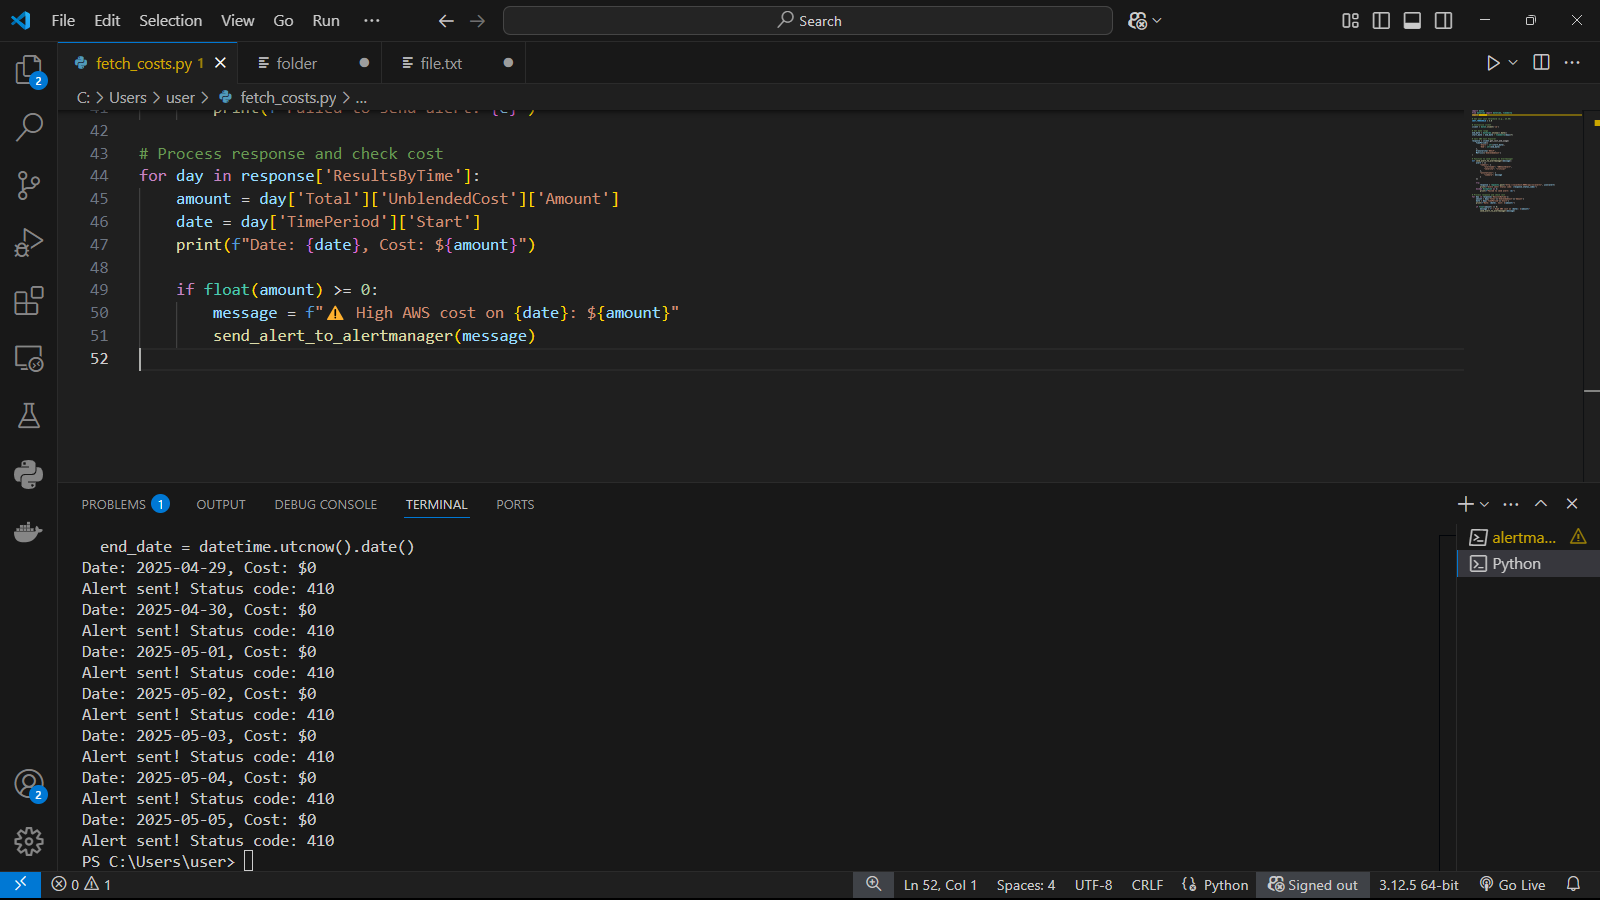 File Edit Selection View Go Run ··· Search
fetch_costs.py 1 folder file.txt
C: > Users > user > fetch_costs.py > ...
42
43 # Process response and check cost
44 for day in response['ResultsByTime']:
45 amount = day['Total']['UnblendedCost']['Amount']
46 date = day['TimePeriod']['Start']
47 print(f"Date: {date}, Cost: ${amount}")
48
49 if float(amount) >= 0:
50 message = f"⚠️ High AWS cost on {date}: ${amount}"
51 send_alert_to_alertmanager(message)
52
PROBLEMS 1 OUTPUT DEBUG CONSOLE TERMINAL PORTS
end_date = datetime.utcnow().date()
Date: 2025-04-29, Cost: $0
Alert sent! Status code: 410
Date: 2025-04-30, Cost: $0
Alert sent! Status code: 410
Date: 2025-05-01, Cost: $0
Alert sent! Status code: 410
Date: 2025-05-02, Cost: $0
Alert sent! Status code: 410
Date: 2025-05-03, Cost: $0
Alert sent! Status code: 410
Date: 2025-05-04, Cost: $0
Alert sent! Status code: 410
Date: 2025-05-05, Cost: $0
Alert sent! Status code: 410
PS C:\Users\user>
alertma...
Python
2
2
0 1 Ln 52, Col 1 Spaces: 4 UTF-8 CRLF {} Python Signed out 3.12.5 64-bit Go Live